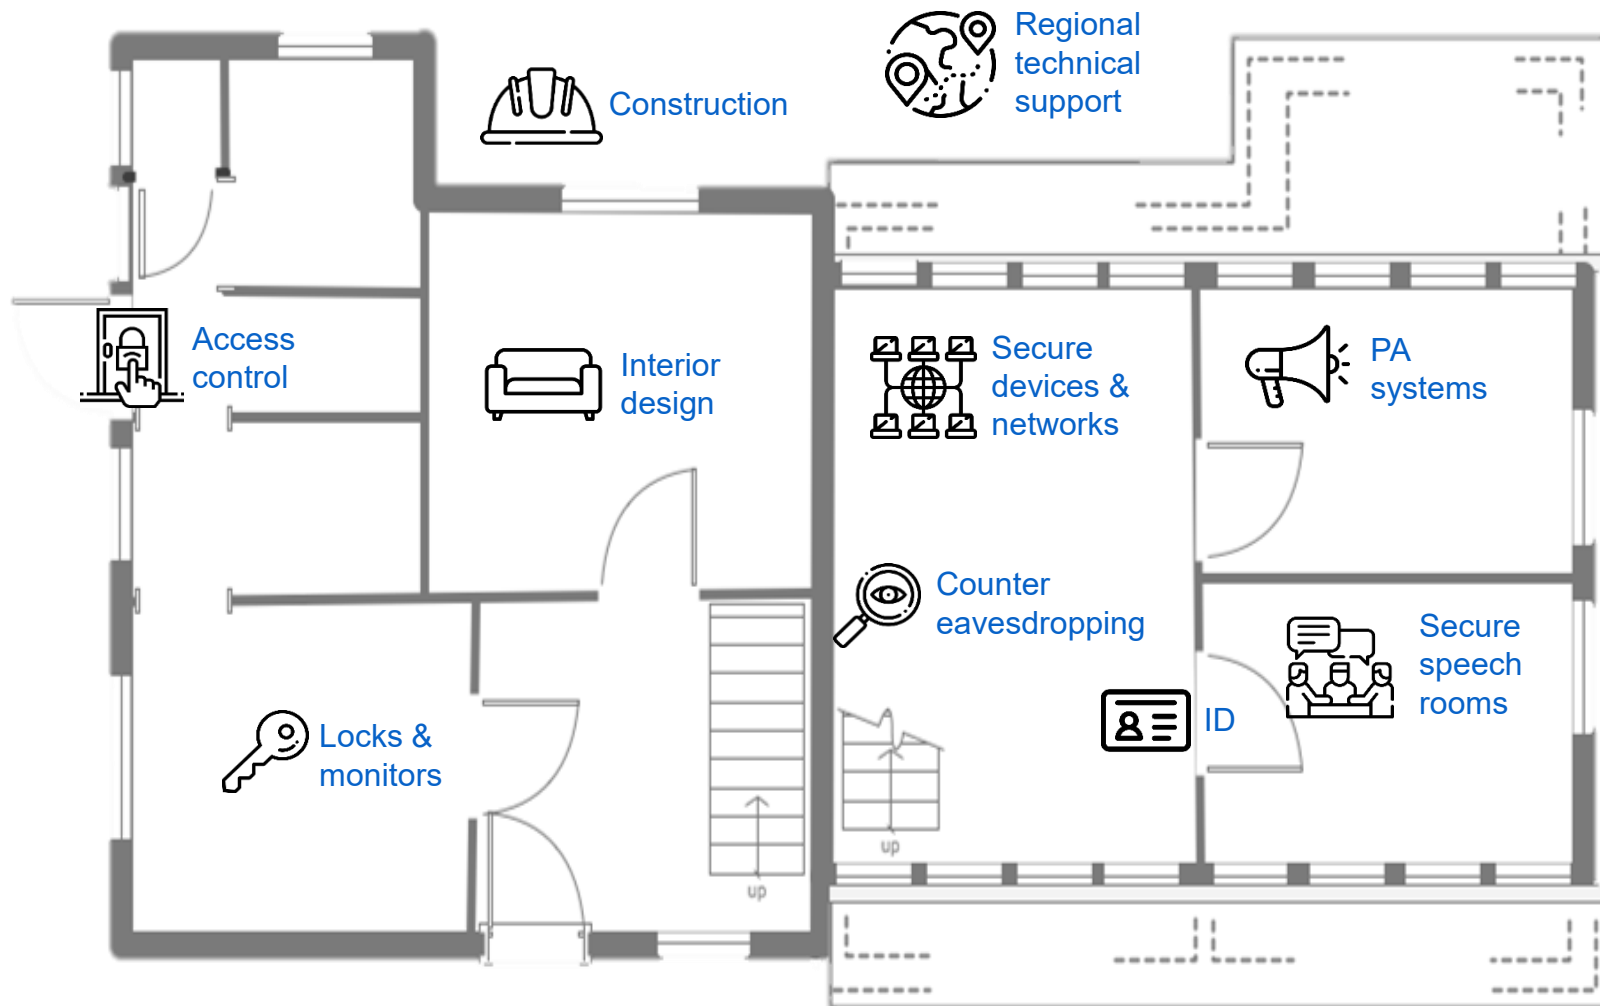 Regional
technical
support
Construction
Access
control
Interior
design
Secure
devices &
networks
PA
systems
Counter
eavesdropping
Secure
speech
rooms
ID
Locks &
monitors
up
up